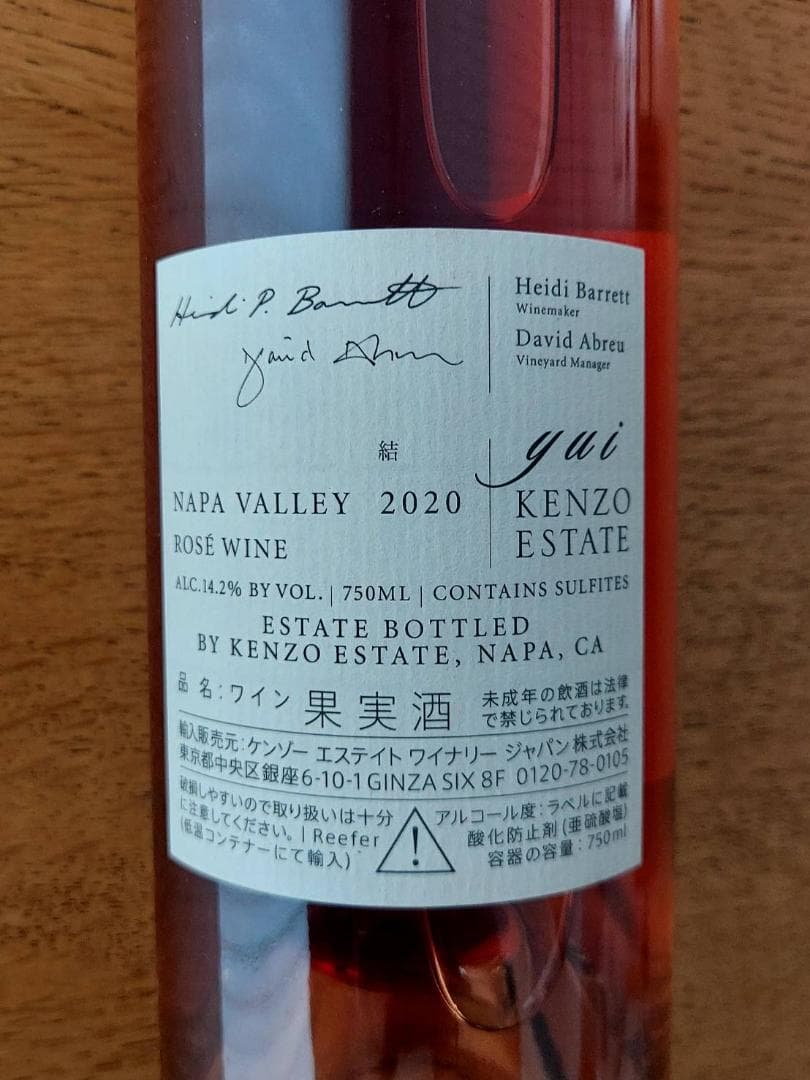 Heidi P. Barrett
David Abreu
Heidi Barrett
Winemaker
David Abreu
Vineyard Manager
結
yui
NAPA VALLEY 2020
ROSÉ WINE
KENZO
ESTATE
ALC.14.2% BY VOL. | 750ML | CONTAINS SULFITES
ESTATE BOTTLED
BY KENZO ESTATE, NAPA, CA
品 名:ワイン 果実酒
未成年の飲酒は法律
で禁じられております。
輸入販売元:ケンゾー エステイト ワイナリー ジャパン株式会社
東京都中央区銀座6-10-1 GINZA SIX 8F 0120-78-0105
破損しやすいので取り扱いは十分
に注意してください。| Reefer
(低温コンテナーにて輸入)
アルコール度:ラベルに記載
酸化防止剤(亜硫酸塩)
容器の容量:750ml